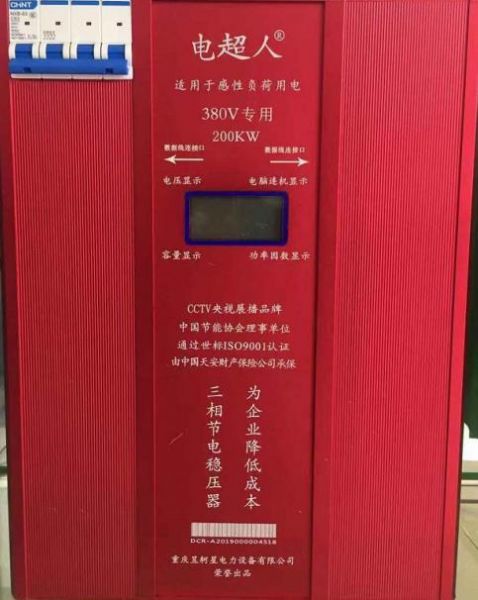 CHNT
电超人®
适用于感性负荷用电
380V专用
200KW
数据线连接口 数据线连接口
电压显示 电脑连机显示
容量显示 功率因数显示
CCTV央视展播品牌
中国节能协会理事单位
通过世标ISO9001认证
由中国天安财产保险公司承保
为企业降低成本
三相节电稳压器
DCR-A2019000004518
重庆昱轲星电力设备有限公司
荣誉出品